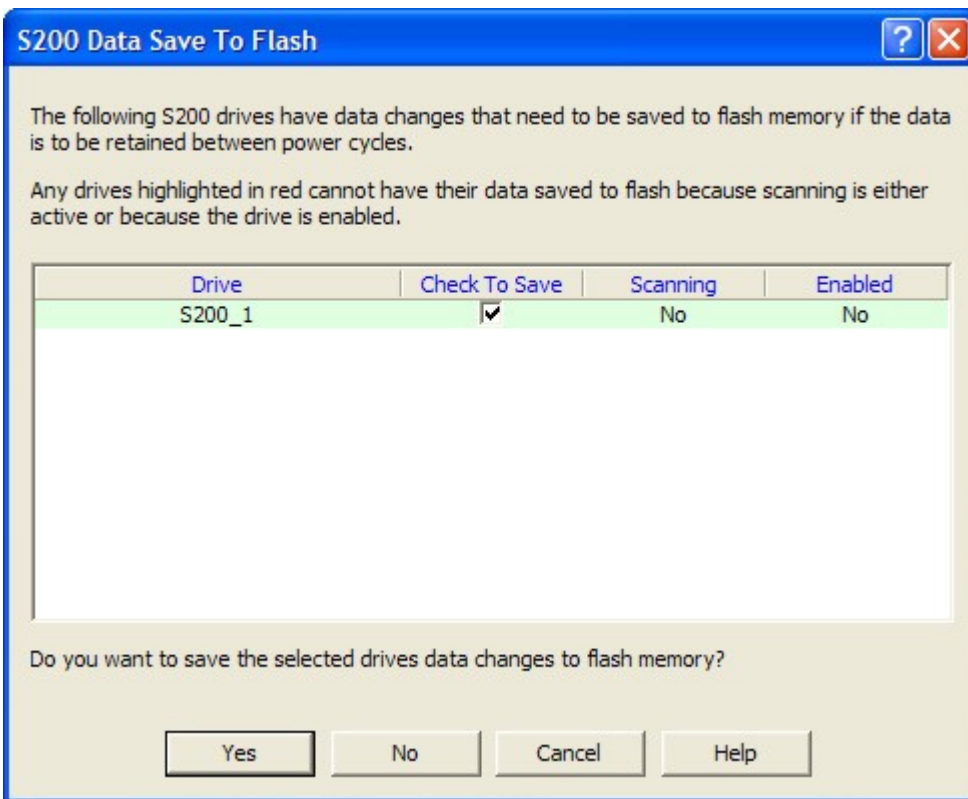 S200 Data Save To Flash
The following S200 drives have data changes that need to be saved to flash memory if the data
is to be retained between power cycles.
Any drives highlighted in red cannot have their data saved to flash because scanning is either
active or because the drive is enabled.
Drive Check To Save Scanning Enabled
S200_1 No No
Do you want to save the selected drives data changes to flash memory?
Yes No Cancel Help